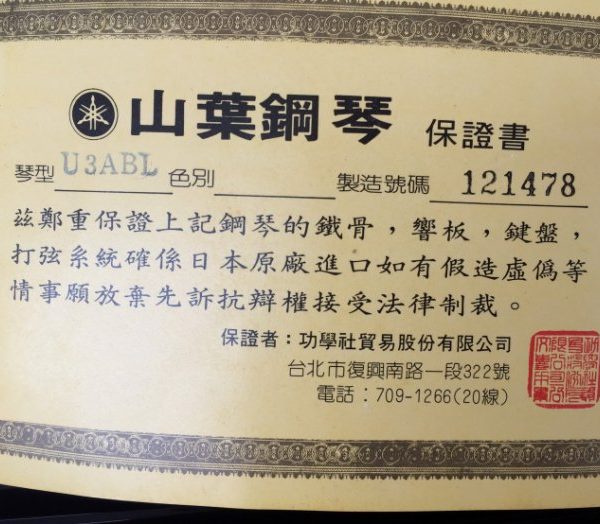 山葉鋼琴 保證書
琴型 U3ABL 色別 製造號碼 121478
茲鄭重保證上記鋼琴的鐵骨，響板，鍵盤，
打弦系統確係日本原廠進口如有假造虛偽等
情事願放棄先訴抗辯權接受法律制裁。
保證者：功學社貿易股份有限公司
台北市復興南路一段322號
電話：709-1266(20線)